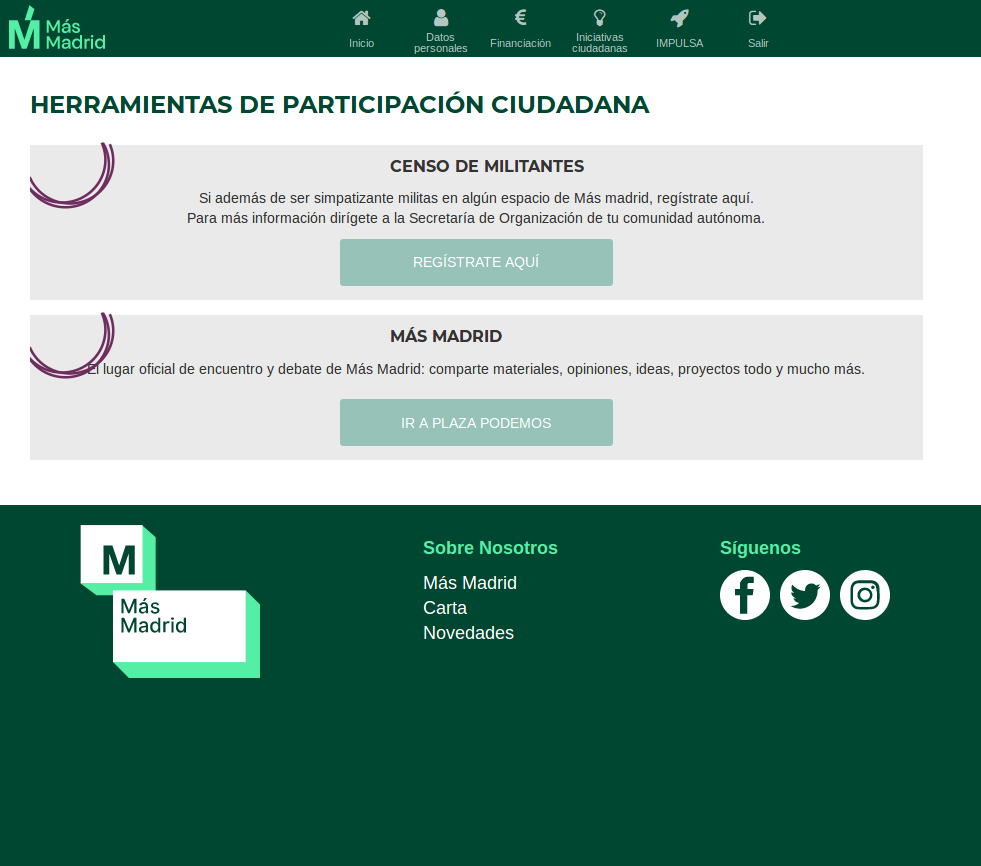 Más
Madrid
Inicio
Datos
personales
Financiación
Iniciativas
ciudadanas
IMPULSA
Salir
HERRAMIENTAS DE PARTICIPACIÓN CIUDADANA
CENSO DE MILITANTES
Si además de ser simpatizante militas en algún espacio de Más madrid, regístrate aquí.
Para más información dirígete a la Secretaría de Organización de tu comunidad autónoma.
REGÍSTRATE AQUÍ
MÁS MADRID
El lugar oficial de encuentro y debate de Más Madrid: comparte materiales, opiniones, ideas, proyectos todo y mucho más.
IR A PLAZA PODEMOS
M
Más
Madrid
Sobre Nosotros
Más Madrid
Carta
Novedades
Síguenos